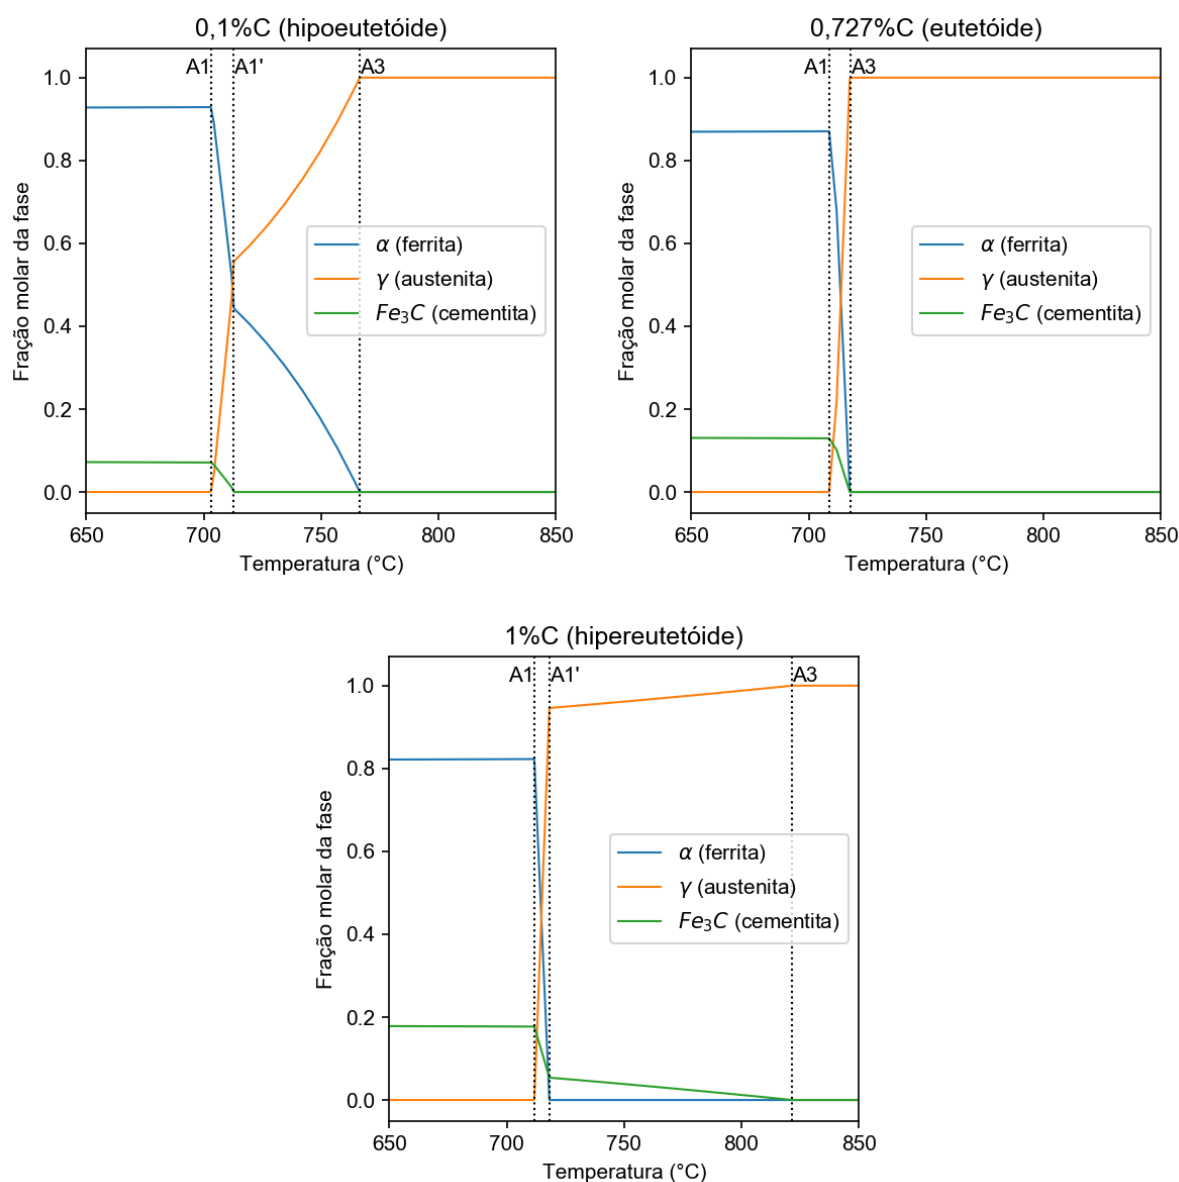 0,1%C (hipoeutetóide)
A1 A1' A3
1.0
0.8
0.6
0.4
0.2
0.0
Fração molar da fase
α (ferrita)
γ (austenita)
Fe₃C (cementita)
650 700 750 800 850
Temperatura (°C)
0,727%C (eutetóide)
A1 A3
1.0
0.8
0.6
0.4
0.2
0.0
Fração molar da fase
α (ferrita)
γ (austenita)
Fe₃C (cementita)
650 700 750 800 850
Temperatura (°C)
1%C (hipereutetóide)
A1 A1' A3
1.0
0.8
0.6
0.4
0.2
0.0
Fração molar da fase
α (ferrita)
γ (austenita)
Fe₃C (cementita)
650 700 750 800 850
Temperatura (°C)